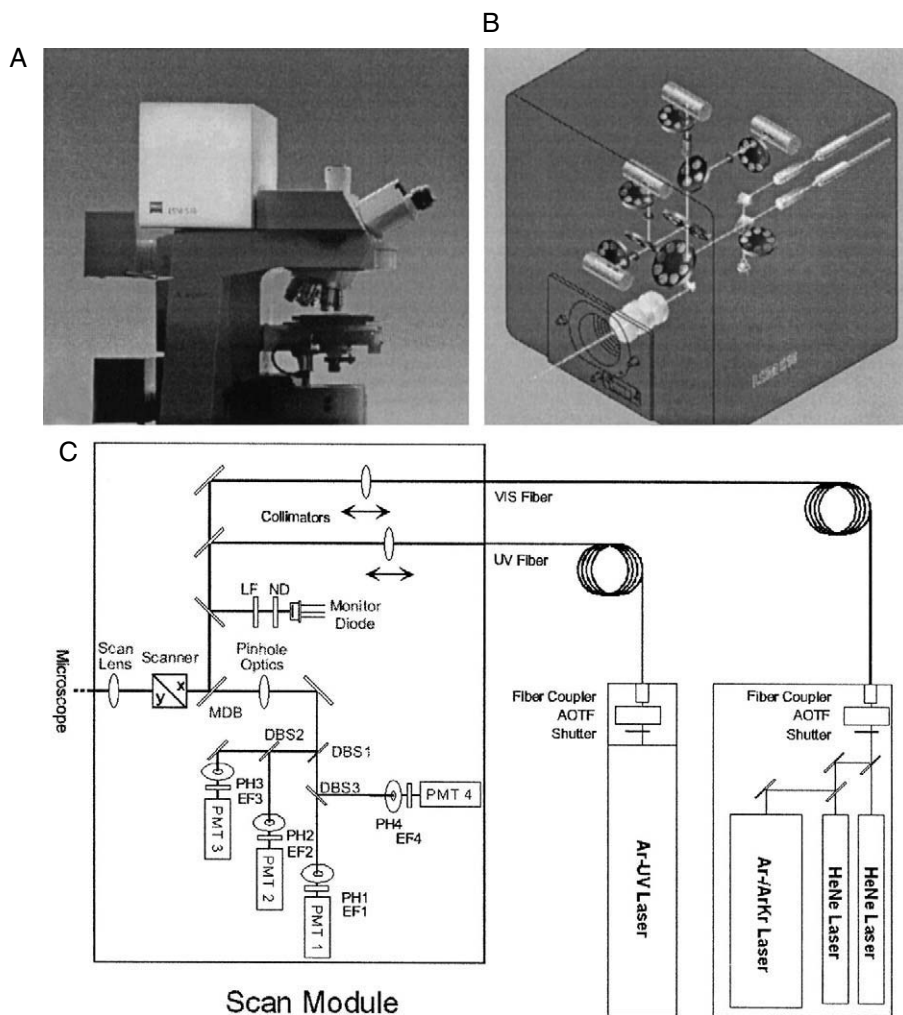 A
B
C
VIS Fiber
Collimators
UV Fiber
LF ND
Monitor
Diode
Scan
Lens
Scanner
Pinhole
Optics
Microscope
x
y
MDB
Fiber Coupler
AOTF
Shutter
Fiber Coupler
AOTF
Shutter
DBS2
DBS1
DBS3
PH3
EF3
PMT 3
PH2
EF2
PMT 2
PH4
EF4
PMT 4
PH1
EF1
PMT 1
Ar-UV Laser
Ar-/ArKr Laser
HeNe Laser
HeNe Laser
Scan Module